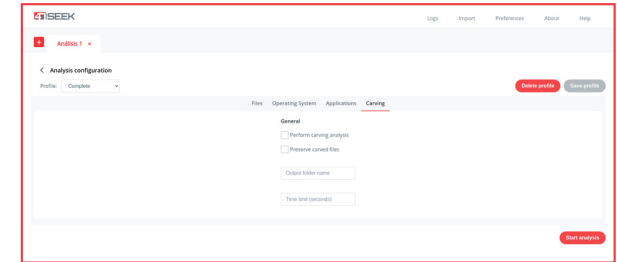 4n6SEEK
Logs Import Preferences About Help
+ Análisis 1 ×
Analysis configuration
Profile: Complete Delete profile Save profile
Files Operating System Applications Carving
General
Perform carving analysis
Preserve carved files
Output folder name
Time limit (seconds)
Start analysis